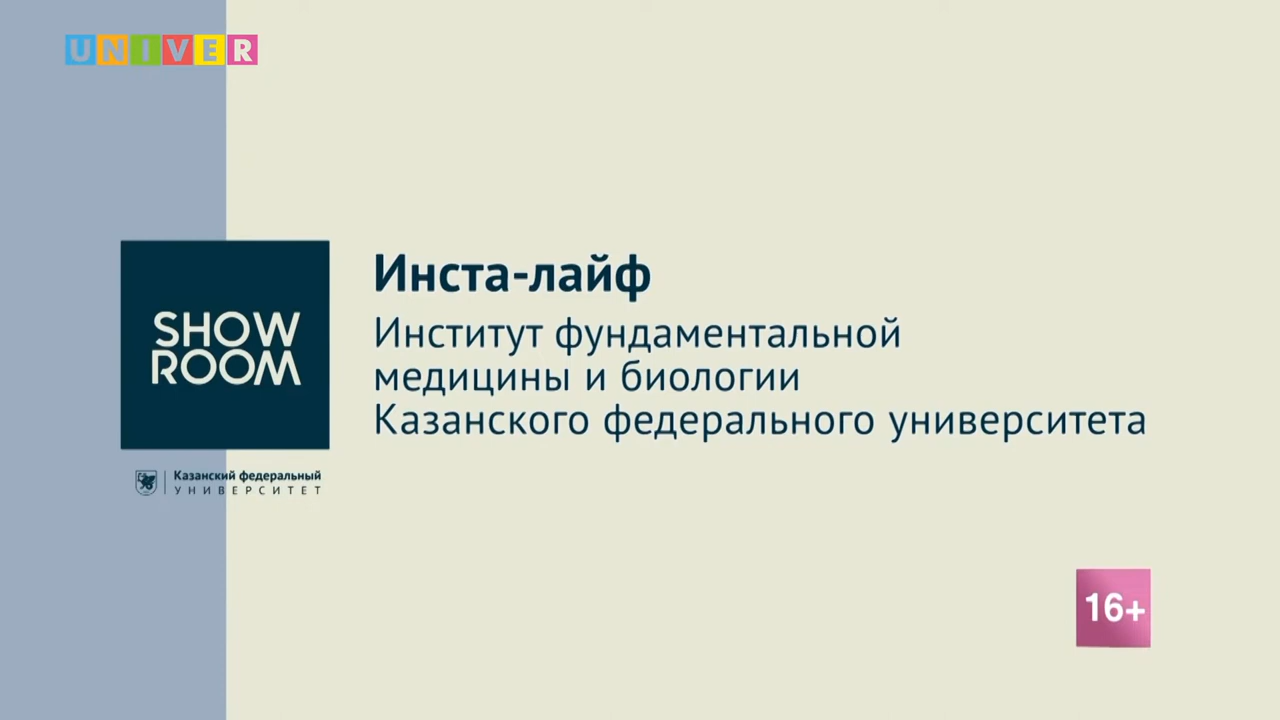 UNIVER
SHOW
ROOM
Инста-лайф
Институт фундаментальной
медицины и биологии
Казанского федерального университета
Казанский федеральный
УНИВЕРСИТЕТ
16+